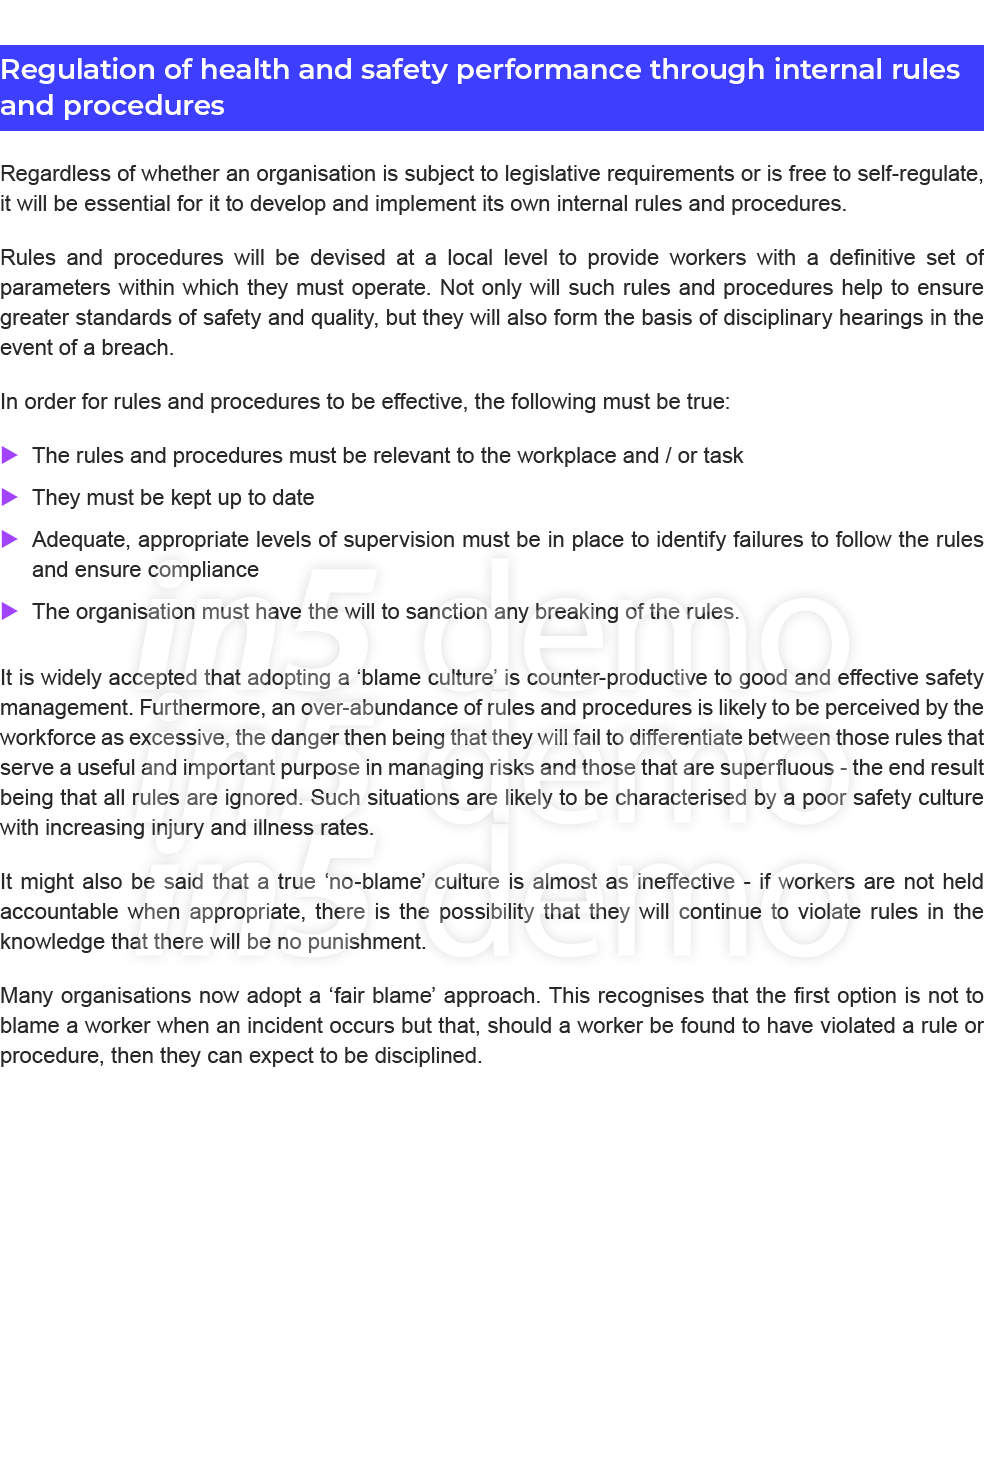 Regulation of health and safety performance through internal rules
and procedures
Regardless of whether an organisation is subject to legislative requirements or is free to self-regulate,
it will be essential for it to develop and implement its own internal rules and procedures.
Rules and procedures will be devised at a local level to provide workers with a definitive set of
parameters within which they must operate. Not only will such rules and procedures help to ensure
greater standards of safety and quality, but they will also form the basis of disciplinary hearings in the
event of a breach.
In order for rules and procedures to be effective, the following must be true:
The rules and procedures must be relevant to the workplace and / or task
They must be kept up to date
Adequate, appropriate levels of supervision must be in place to identify failures to follow the rules
and ensure compliance
The organisation must have the will to sanction any breaking of the rules.
It is widely accepted that adopting a ‘blame culture’ is counter-productive to good and effective safety
management. Furthermore, an over-abundance of rules and procedures is likely to be perceived by the
workforce as excessive, the danger then being that they will fail to differentiate between those rules that
serve a useful and important purpose in managing risks and those that are superfluous - the end result
being that all rules are ignored. Such situations are likely to be characterised by a poor safety culture
with increasing injury and illness rates.
It might also be said that a true ‘no-blame’ culture is almost as ineffective - if workers are not held
accountable when appropriate, there is the possibility that they will continue to violate rules in the
knowledge that there will be no punishment.
Many organisations now adopt a ‘fair blame’ approach. This recognises that the first option is not to
blame a worker when an incident occurs but that, should a worker be found to have violated a rule or
procedure, then they can expect to be disciplined.
in5 demo
in5 demo
in5 demo